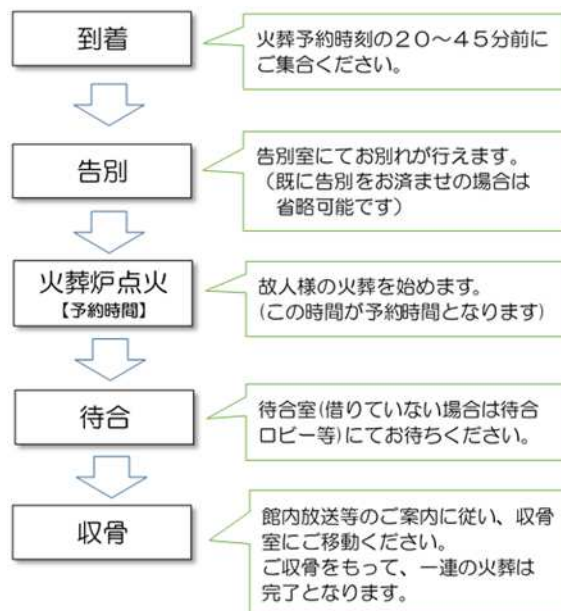 到着
火葬予約時刻の２０～４５分前に
ご集合ください。
告別
告別室にてお別れが行えます。
（既に告別をお済ませの場合は
省略可能です）
火葬炉点火
【予約時間】
故人様の火葬を始めます。
(この時間が予約時間となります)
待合
待合室(借りていない場合は待合
ロビー等)にてお待ちください。
収骨
館内放送等のご案内に従い、収骨
室にご移動ください。
ご収骨をもって、一連の火葬は
完了となります。